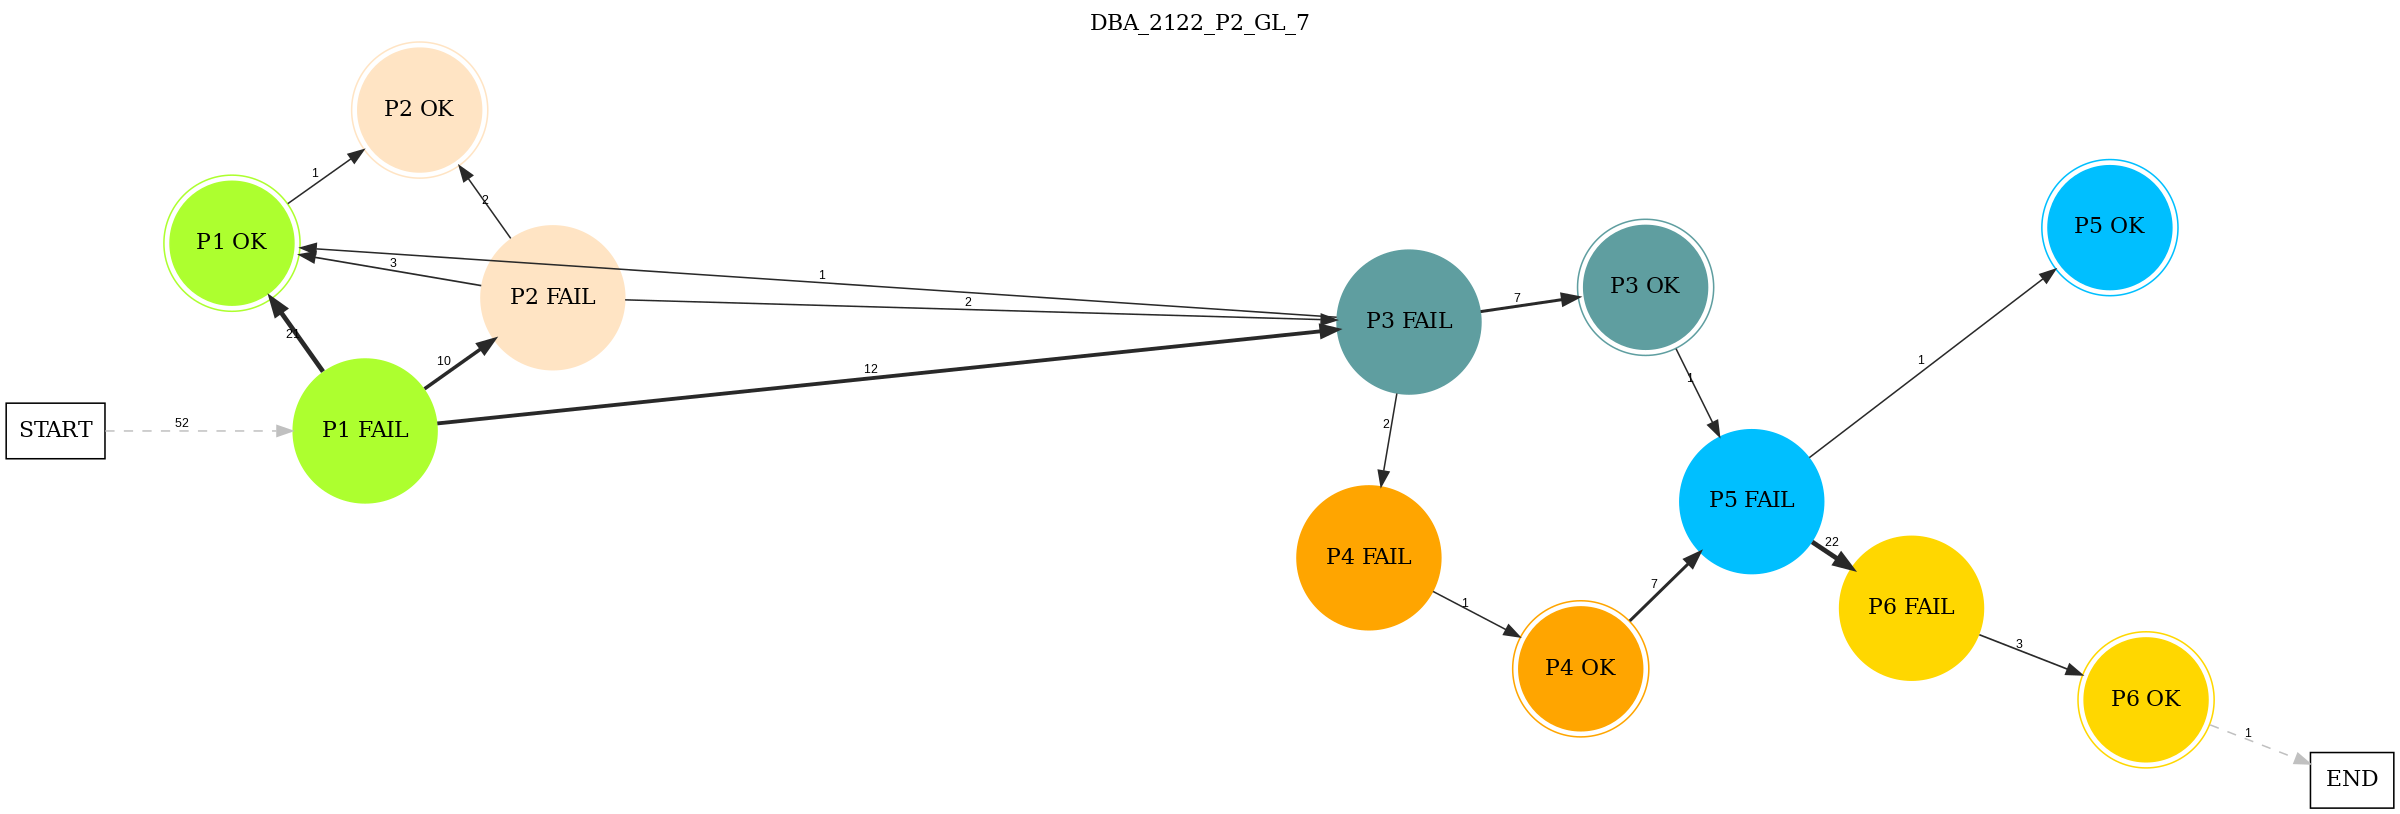 DBA_2122_P2_GL_7
P2 OK
1
2
P1 OK
3
P2 FAIL
1
2
21
10
12
START
52
P1 FAIL
P3 FAIL
7
P3 OK
P5 OK
1
1
2
P5 FAIL
P4 FAIL
22
7
1
P6 FAIL
P4 OK
3
P6 OK
1
END